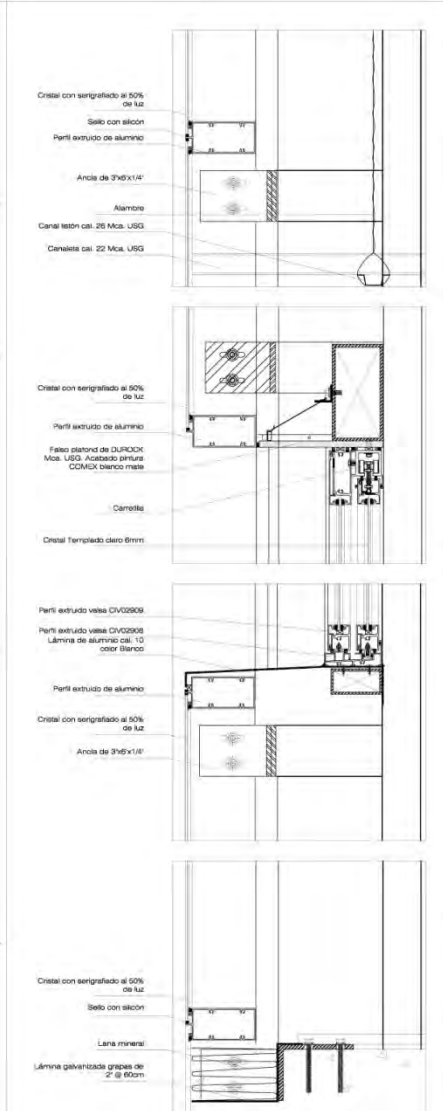 Cristal con serigrafiado al 50%
de luz
Sello con silicón
Perfil extruido de aluminio
Ancla de 3"x6"x1/4"
Alambre
Canal listón cal. 26 Mca. USG
Canaleta cal. 22 Mca. USG
Cristal con serigrafiado al 50%
de luz
Perfil extruido de aluminio
Falso plafond de DUROCK
Mca. USG. Acabado pintura
COMEX blanco mate
Carretilla
Cristal Templado claro 6mm
Perfil extruido valsa CIV02909
Perfil extruido valsa CIV02908
Lámina de aluminio cal. 10
color Blanco
Perfil extruido de aluminio
Cristal con serigrafiado al 50%
de luz
Ancla de 3"x6"x1/4"
Cristal con serigrafiado al 50%
de luz
Sello con silicón
Lana mineral
Lámina galvanizada grapas de
2" @ 60cm